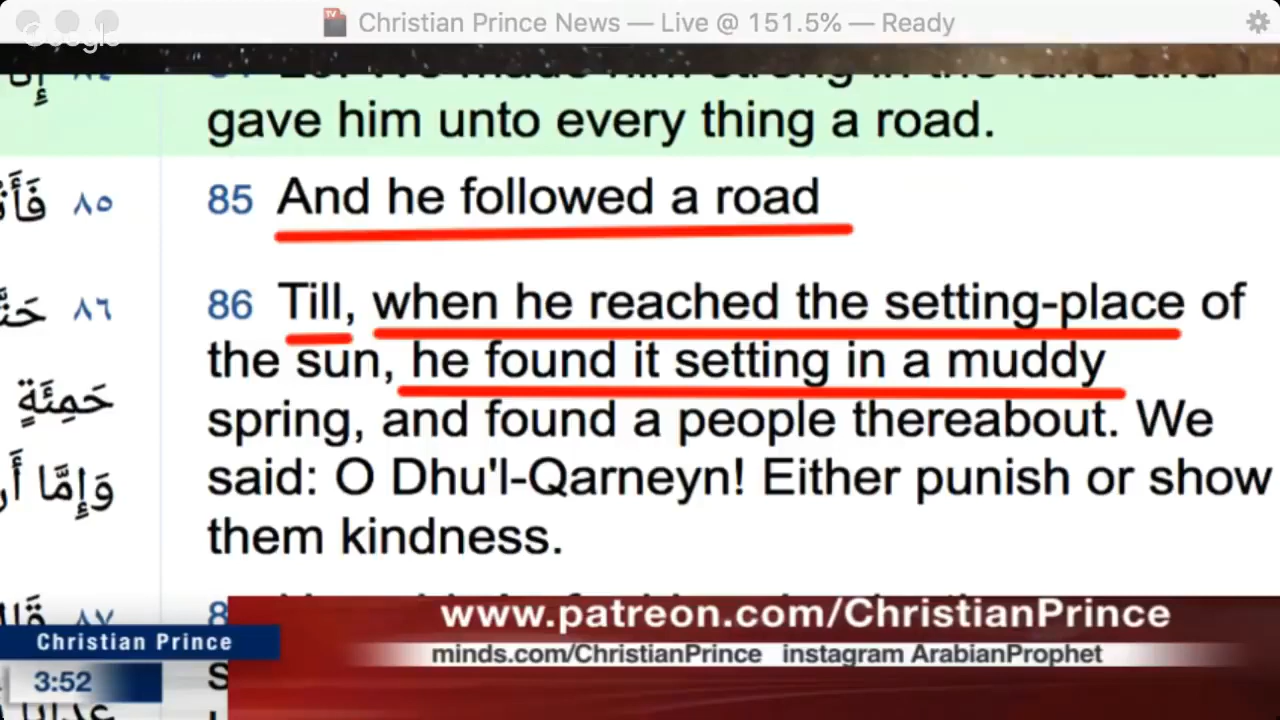 Christian Prince News — Live @ 151.5% — Ready
Google
gave him unto every thing a road.
85 And he followed a road
٨٥
86 Till, when he reached the setting-place of
٨٦
the sun, he found it setting in a muddy
حَمِئَةٍ
spring, and found a people thereabout. We
said: O Dhu'l-Qarneyn! Either punish or show
وَإِمَّا
them kindness.
٨٧
www.patreon.com/ChristianPrince
Christian Prince
minds.com/ChristianPrince instagram ArabianProphet
3:52